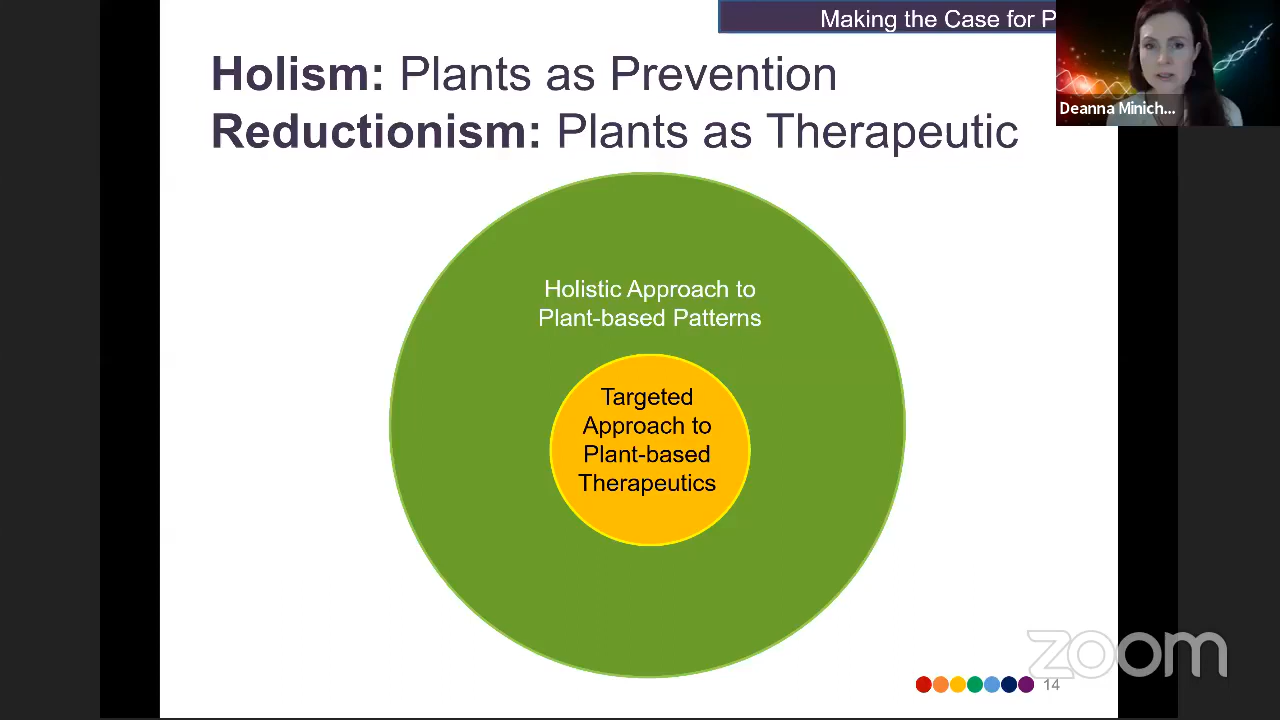 Making the Case for P
Deanna Minich...
Holism: Plants as Prevention
Reductionism: Plants as Therapeutic
Holistic Approach to
Plant-based Patterns
Targeted
Approach to
Plant-based
Therapeutics
zoom
14